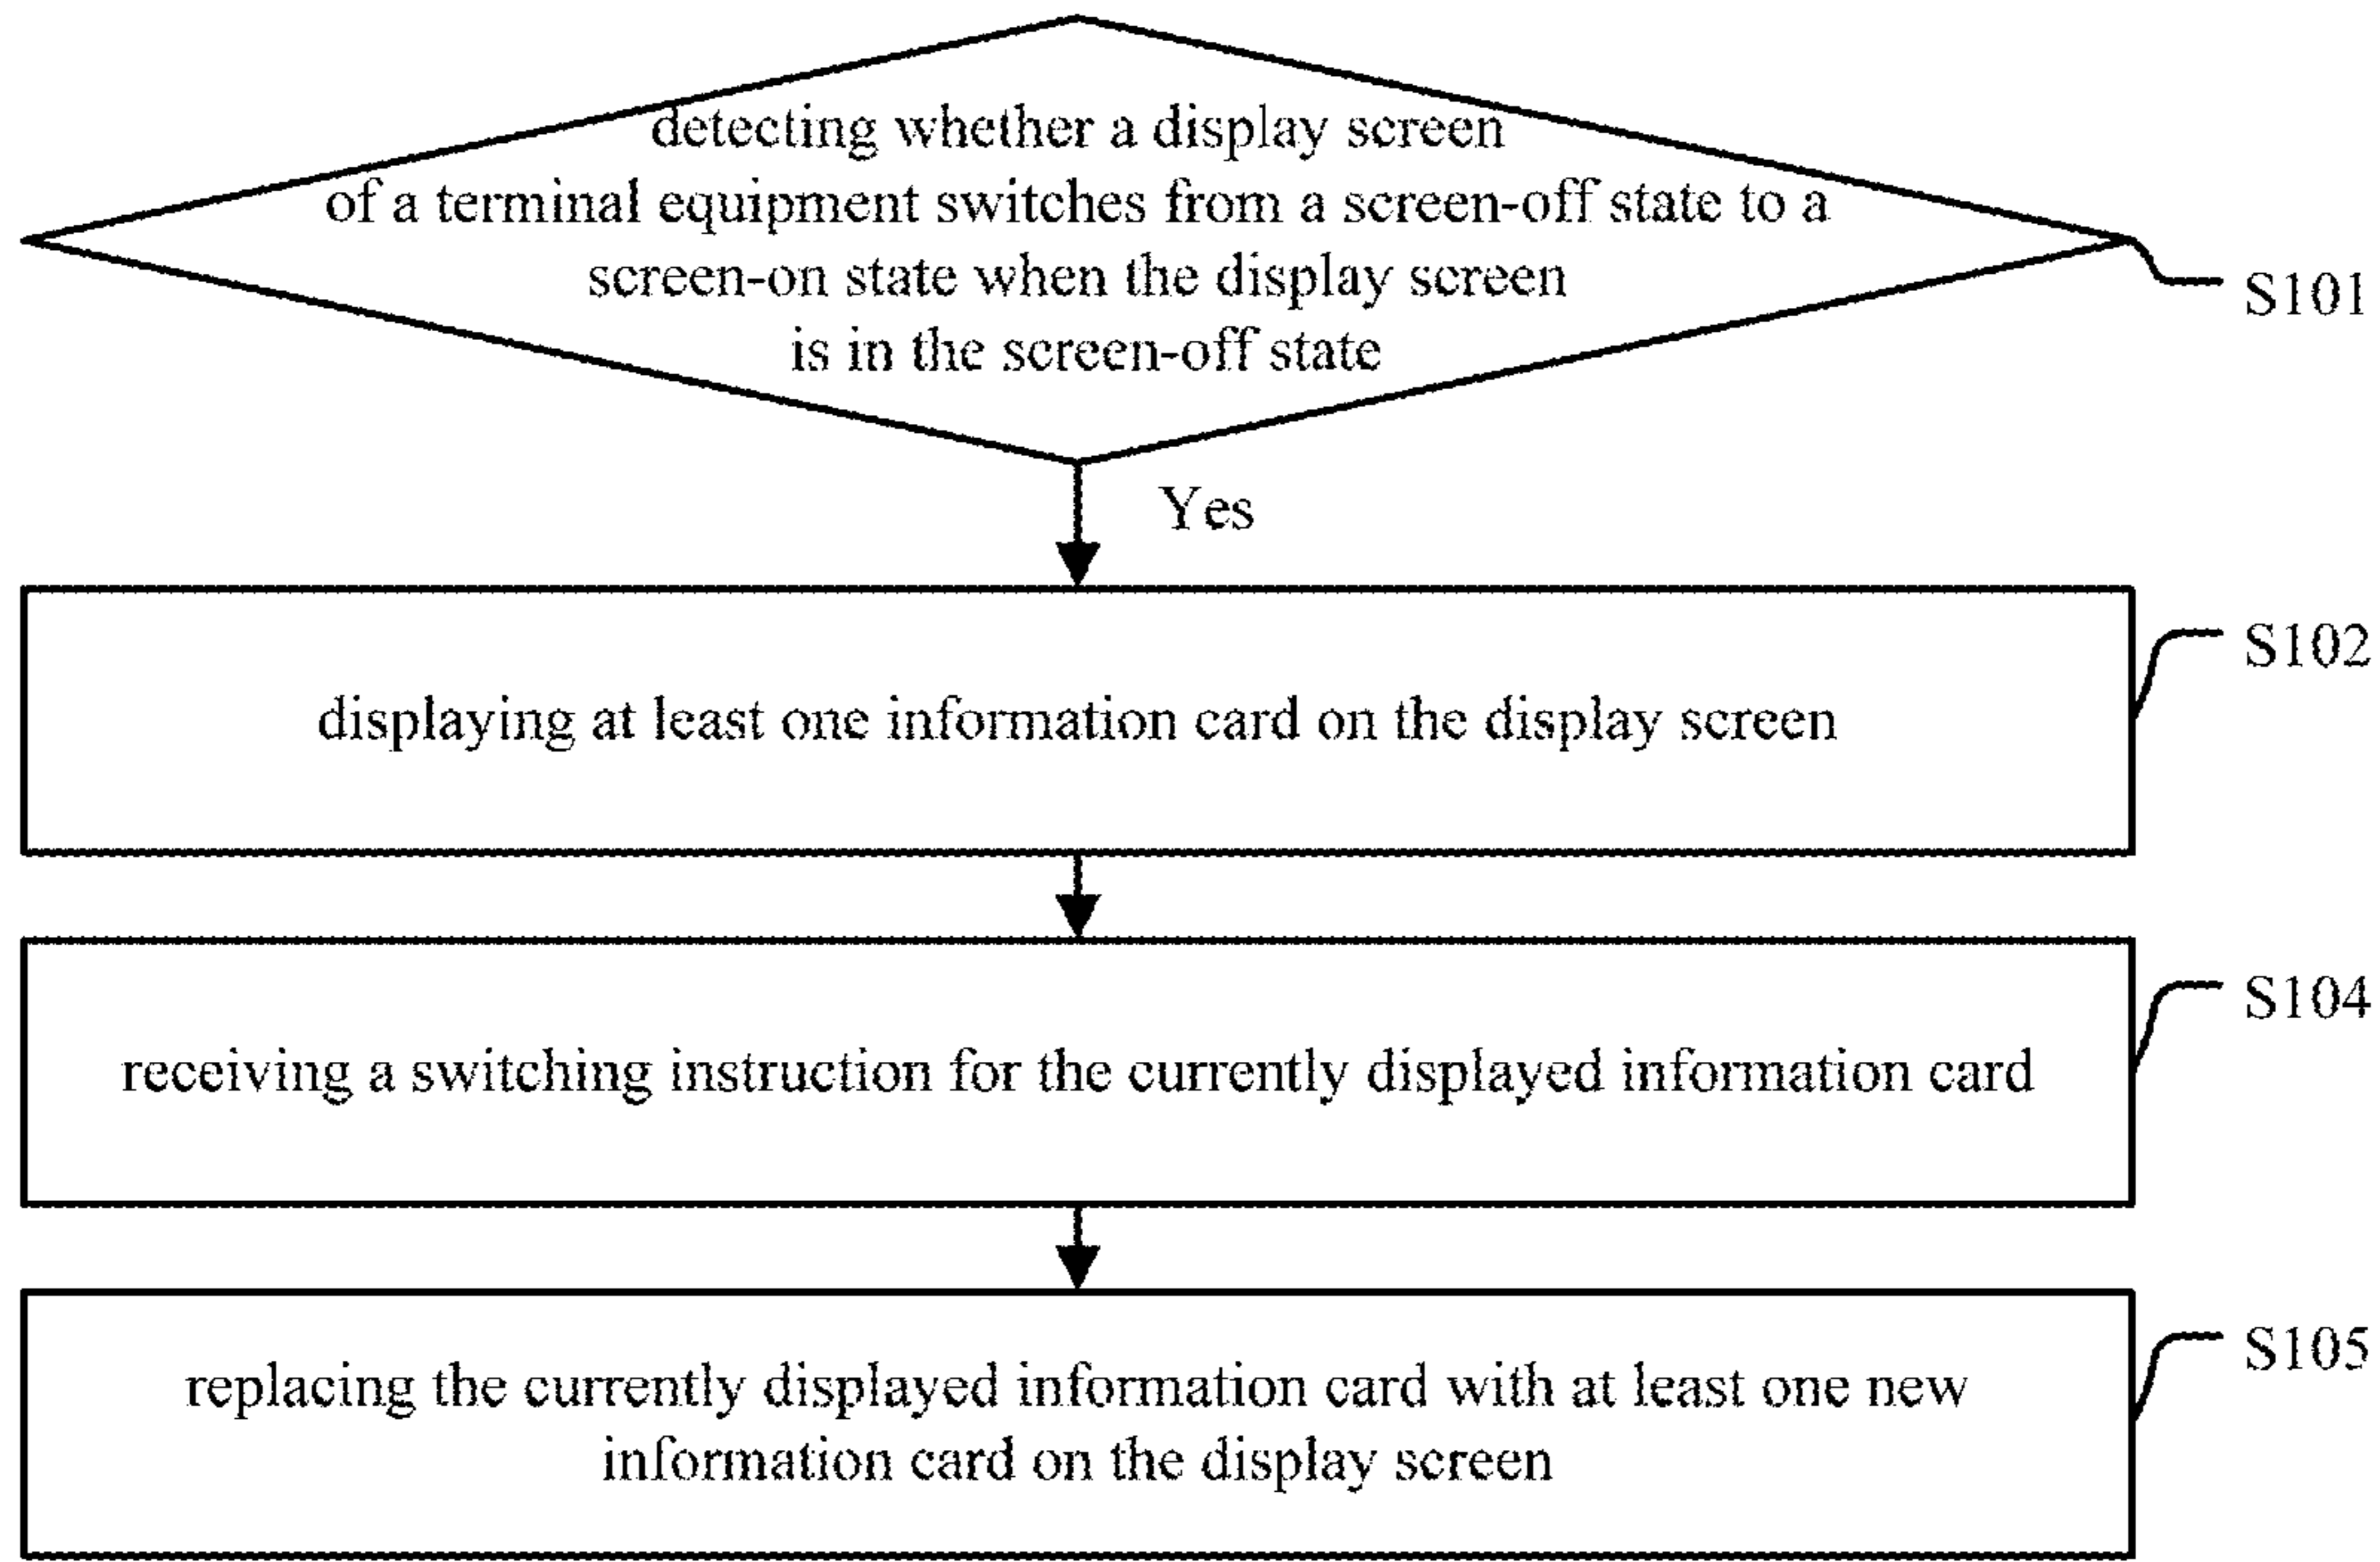 detecting whether a display screen
of a terminal equipment switches from a screen-off state to a
screen-on state when the display screen
is in the screen-off state
S101
Yes
displaying at least one information card on the display screen
S102
receiving a switching instruction for the currently displayed information card
S104
replacing the currently displayed information card with at least one new
information card on the display screen
S105